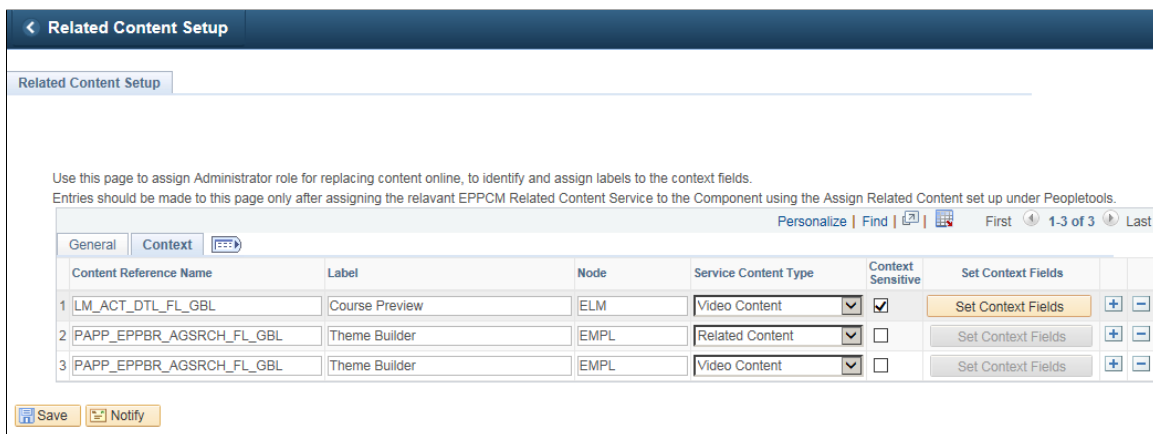 Related Content Setup
Related Content Setup
Use this page to assign Administrator role for replacing content online, to identify and assign labels to the context fields.
Entries should be made to this page only after assigning the relavant EPPCM Related Content Service to the Component using the Assign Related Content set up under Peopletools.
Personalize | Find | | First 1-3 of 3 Last
General Context
Content Reference Name Label Node Service Content Type Context Sensitive Set Context Fields
1 LM_ACT_DTL_FL_GBL Course Preview ELM Video Content Set Context Fields
2 PAPP_EPPBR_AGSRCH_FL_GBL Theme Builder EMPL Related Content Set Context Fields
3 PAPP_EPPBR_AGSRCH_FL_GBL Theme Builder EMPL Video Content Set Context Fields
Save Notify